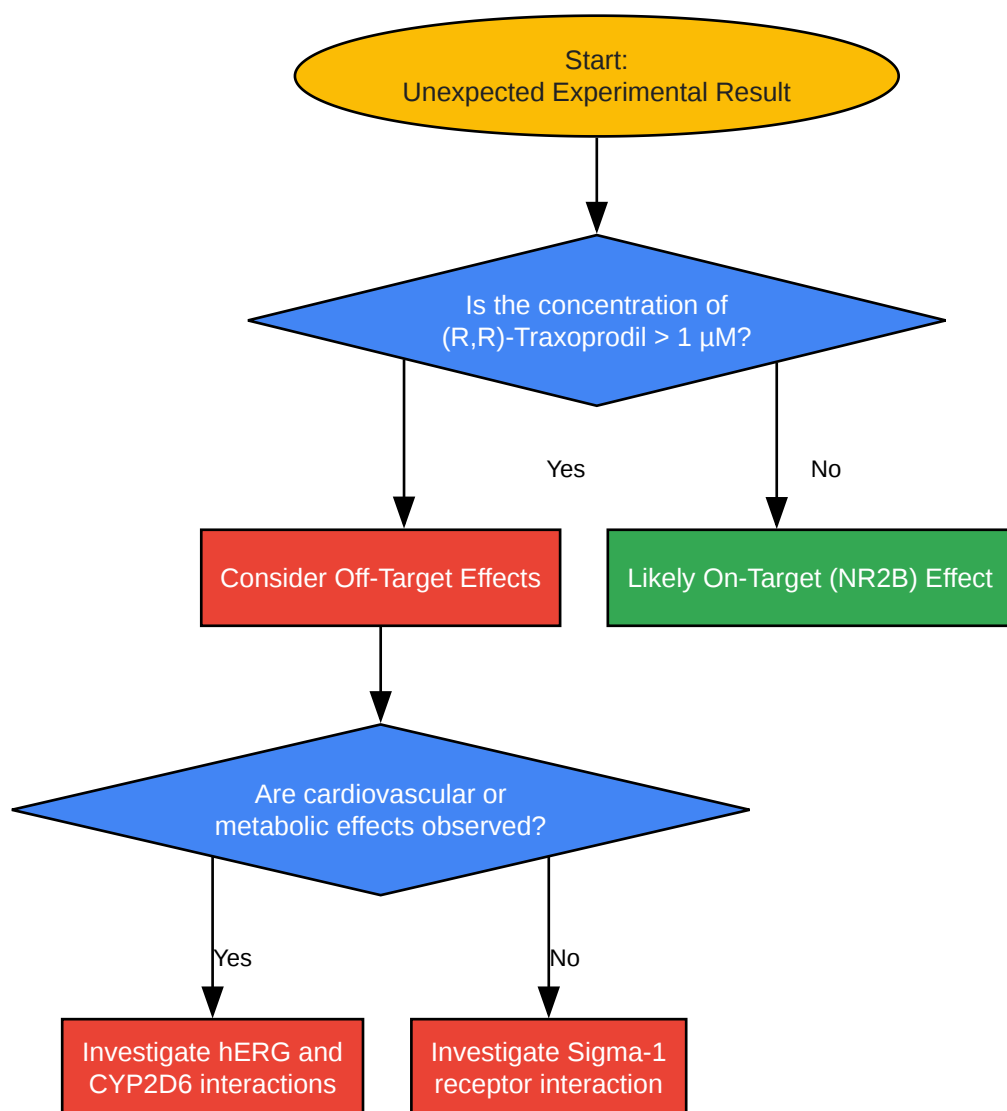 Start:
Unexpected Experimental Result
Is the concentration of
(R,R)-Traxoprodil > 1 µM?
Yes
No
Consider Off-Target Effects
Likely On-Target (NR2B) Effect
Are cardiovascular or
metabolic effects observed?
Yes
No
Investigate hERG and
CYP2D6 interactions
Investigate Sigma-1
receptor interaction